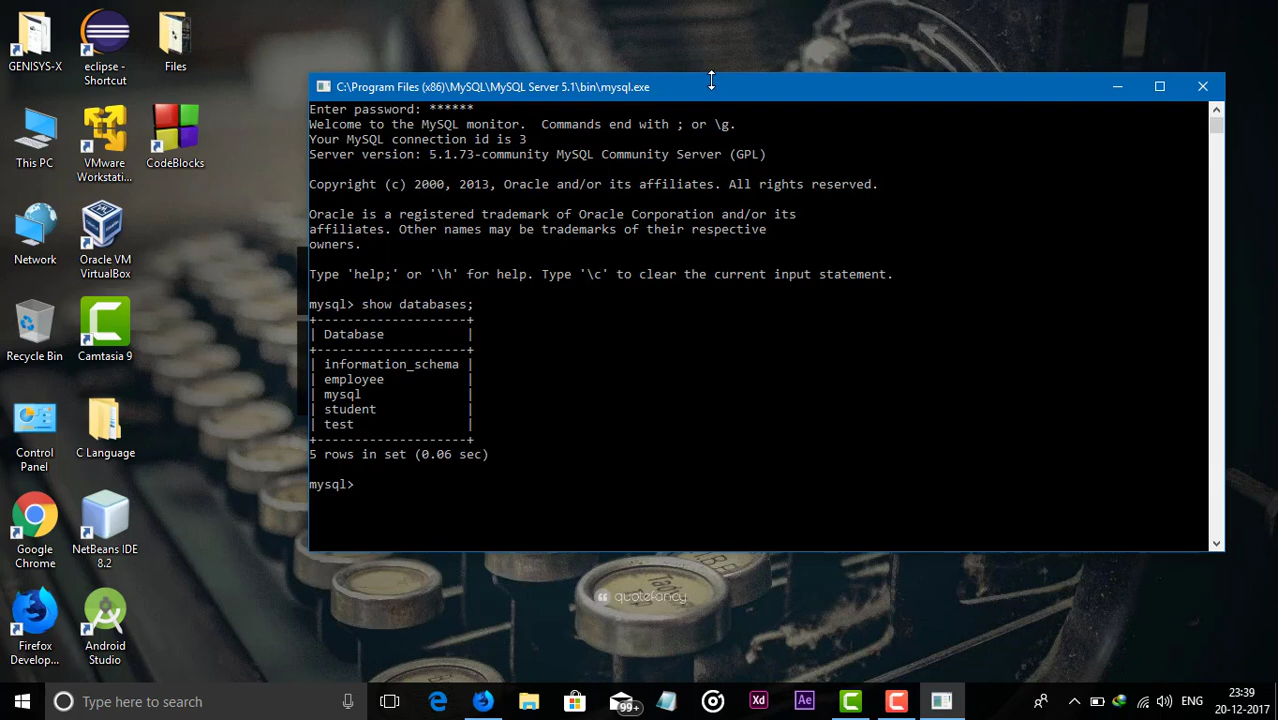 GENISYS-X
eclipse -
Shortcut
Files
This PC
VMware
Workstati...
CodeBlocks
Network
Oracle VM
VirtualBox
Recycle Bin
Camtasia 9
Control
Panel
C Language
Google
Chrome
NetBeans IDE
8.2
Firefox
Develop...
Android
Studio
C:\Program Files (x86)\MySQL\MySQL Server 5.1\bin\mysql.exe
Enter password: ******
Welcome to the MySQL monitor.  Commands end with ; or \g.
Your MySQL connection id is 3
Server version: 5.1.73-community MySQL Community Server (GPL)
Copyright (c) 2000, 2013, Oracle and/or its affiliates. All rights reserved.
Oracle is a registered trademark of Oracle Corporation and/or its
affiliates. Other names may be trademarks of their respective
owners.
Type 'help;' or '\h' for help. Type '\c' to clear the current input statement.
mysql> show databases;
+--------------------+
| Database           |
+--------------------+
| information_schema |
| employee           |
| mysql              |
| student            |
| test               |
+--------------------+
5 rows in set (0.06 sec)
mysql>
quotefancy
Type here to search
99+
Xd
Ae
ENG
23:39
20-12-2017